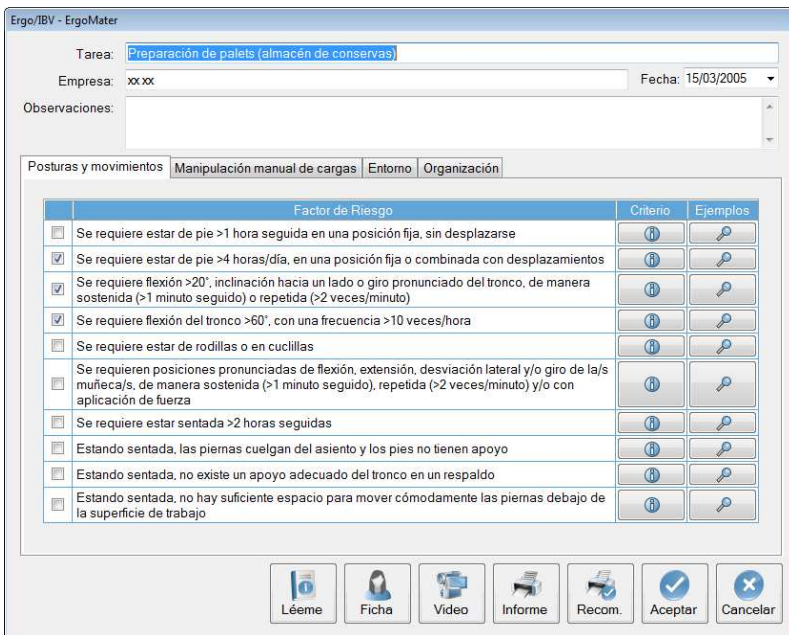 Ergo/IBV - ErgoMater
Tarea: Preparación de palets (almacén de conservas)
Empresa: xx xx Fecha: 15/03/2005
Observaciones:
Posturas y movimientos Manipulación manual de cargas Entorno Organización
Factor de Riesgo Criterio Ejemplos
Se requiere estar de pie >1 hora seguida en una posición fija, sin desplazarse
Se requiere estar de pie >4 horas/día, en una posición fija o combinada con desplazamientos
Se requiere flexión >20°, inclinación hacia un lado o giro pronunciado del tronco, de manera
sostenida (>1 minuto seguido) o repetida (>2 veces/minuto)
Se requiere flexión del tronco >60°, con una frecuencia >10 veces/hora
Se requiere estar de rodillas o en cuclillas
Se requieren posiciones pronunciadas de flexión, extensión, desviación lateral y/o giro de la/s
muñeca/s, de manera sostenida (>1 minuto seguido), repetida (>2 veces/minuto) y/o con
aplicación de fuerza
Se requiere estar sentada >2 horas seguidas
Estando sentada, las piernas cuelgan del asiento y los pies no tienen apoyo
Estando sentada, no existe un apoyo adecuado del tronco en un respaldo
Estando sentada, no hay suficiente espacio para mover cómodamente las piernas debajo de
la superficie de trabajo
Léeme Ficha Video Informe Recom. Aceptar Cancelar